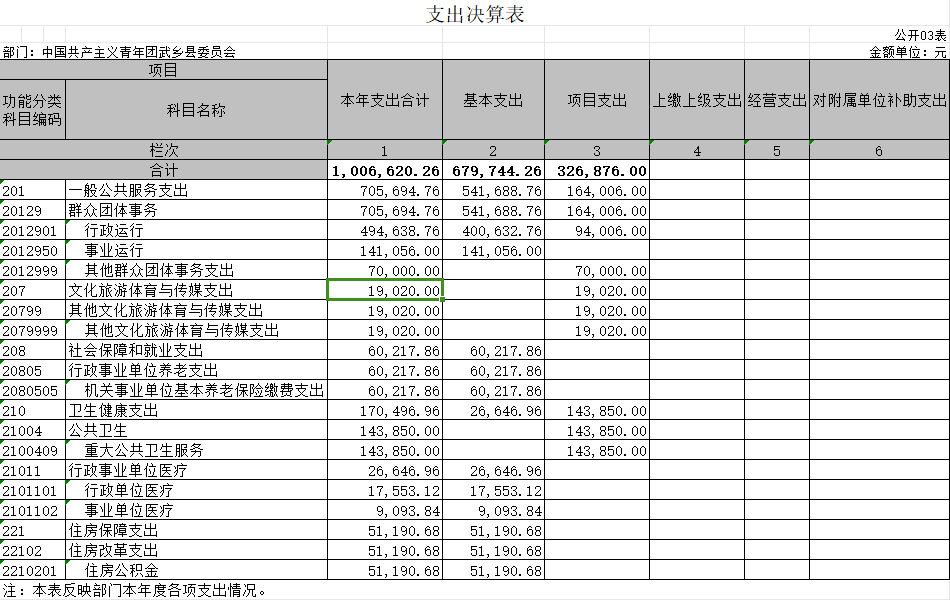 支出决算表
公开03表
部门：中国共产主义青年团武乡县委员会 金额单位：元
项目 本年支出合计 基本支出 项目支出 上缴上级支出 经营支出 对附属单位补助支出
功能分类科目编码 科目名称
栏次 1 2 3 4 5 6
合计 1,006,620.26 679,744.26 326,876.00
201 一般公共服务支出 705,694.76 541,688.76 164,006.00
20129 群众团体事务 705,694.76 541,688.76 164,006.00
2012901 行政运行 494,638.76 400,632.76 94,006.00
2012950 事业运行 141,056.00 141,056.00
2012999 其他群众团体事务支出 70,000.00 70,000.00
207 文化旅游体育与传媒支出 19,020.00 19,020.00
20799 其他文化旅游体育与传媒支出 19,020.00 19,020.00
2079999 其他文化旅游体育与传媒支出 19,020.00 19,020.00
208 社会保障和就业支出 60,217.86 60,217.86
20805 行政事业单位养老支出 60,217.86 60,217.86
2080505 机关事业单位基本养老保险缴费支出 60,217.86 60,217.86
210 卫生健康支出 170,496.96 26,646.96 143,850.00
21004 公共卫生 143,850.00 143,850.00
2100409 重大公共卫生服务 143,850.00 143,850.00
21011 行政事业单位医疗 26,646.96 26,646.96
2101101 行政单位医疗 17,553.12 17,553.12
2101102 事业单位医疗 9,093.84 9,093.84
221 住房保障支出 51,190.68 51,190.68
22102 住房改革支出 51,190.68 51,190.68
2210201 住房公积金 51,190.68 51,190.68
注：本表反映部门本年度各项支出情况。